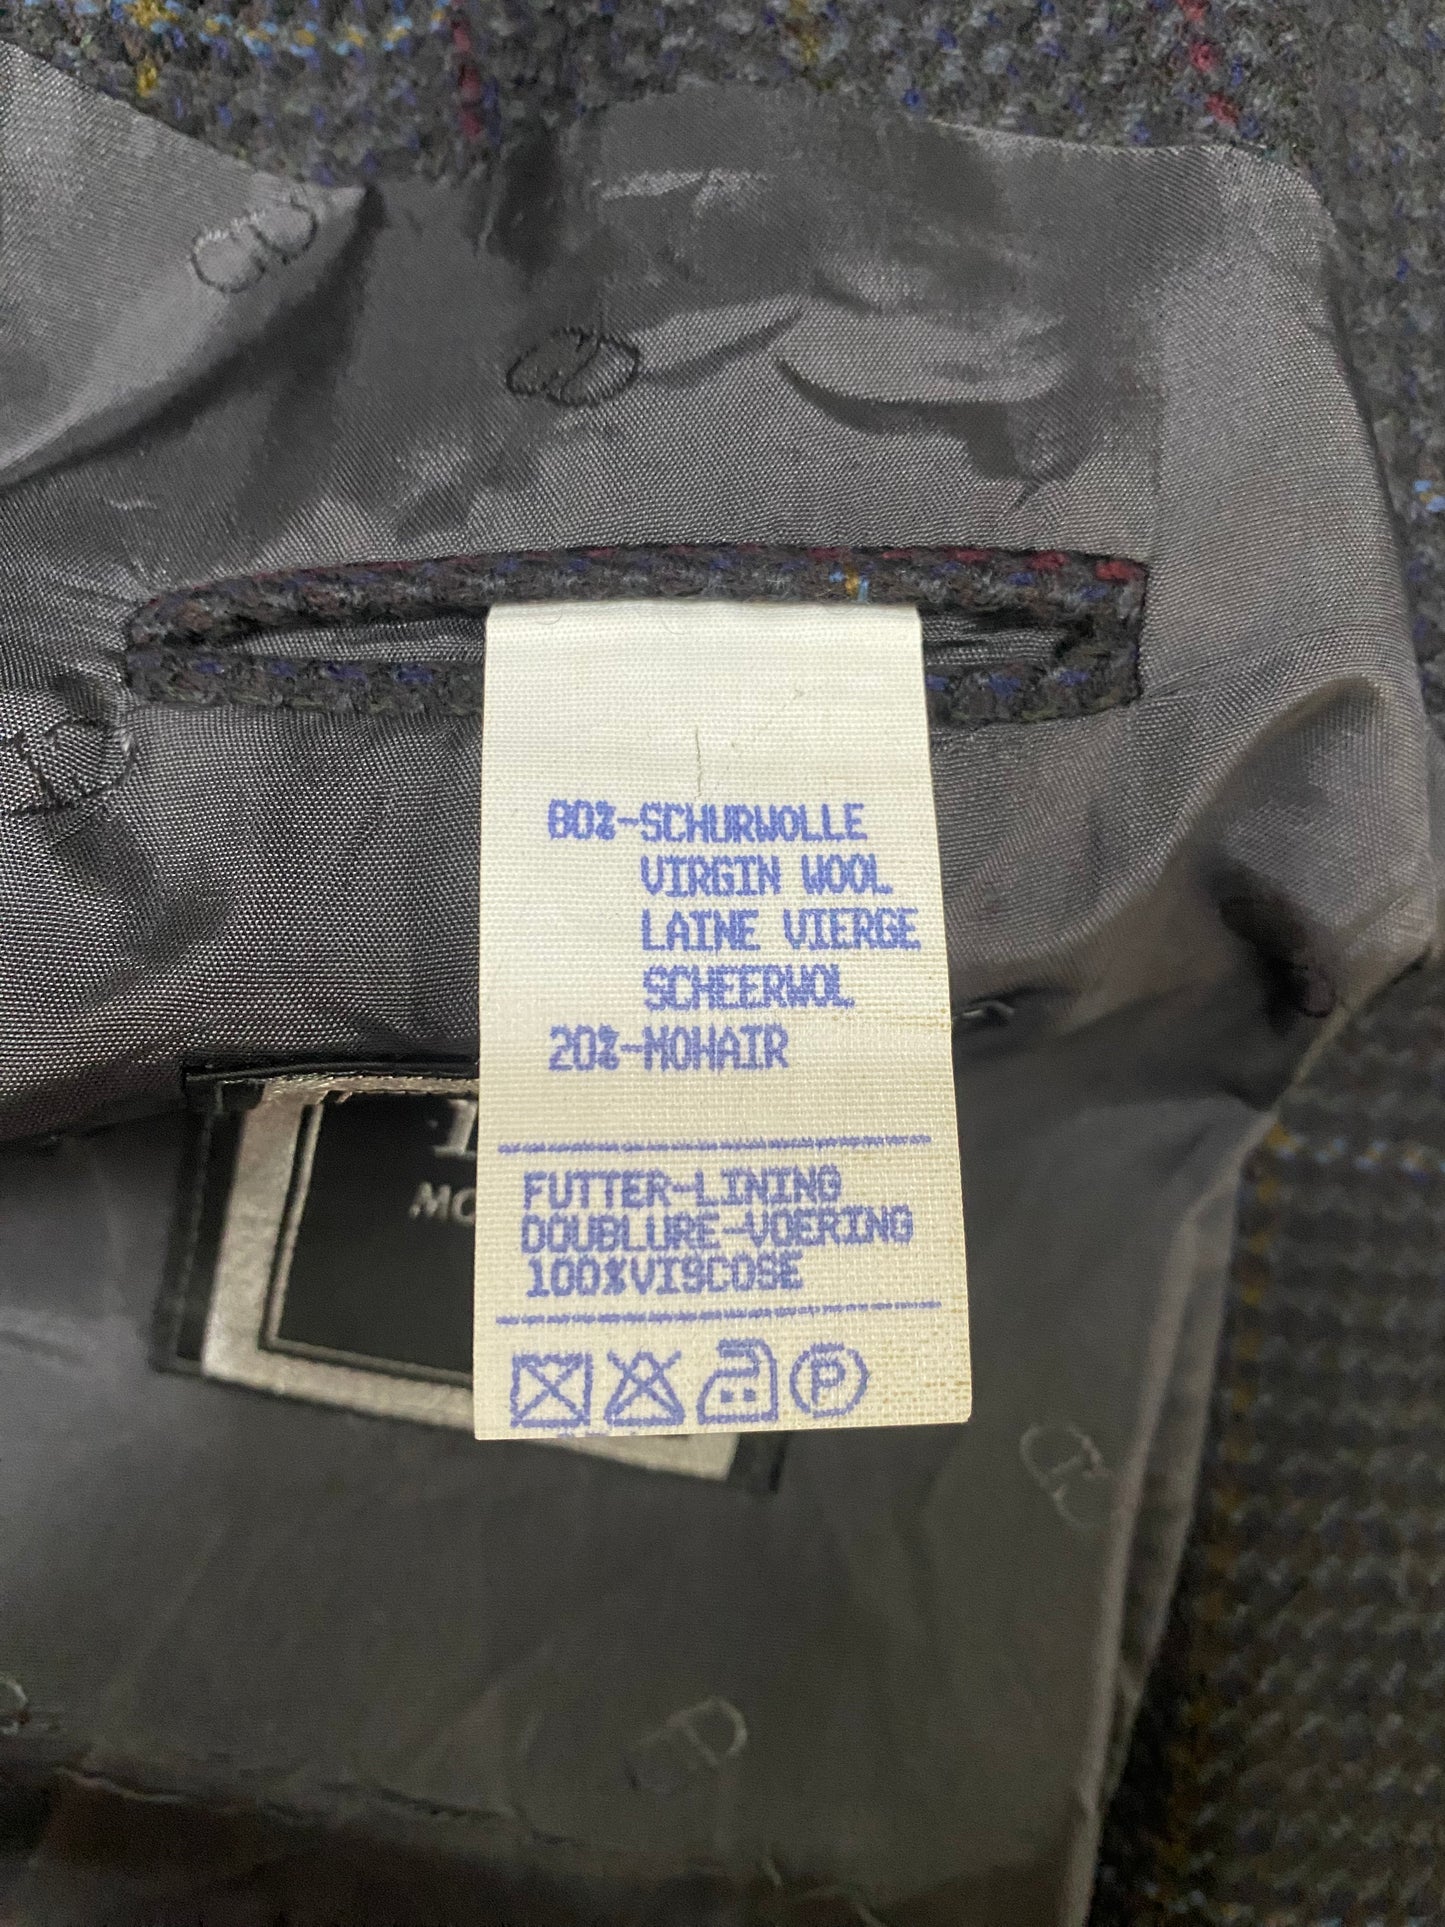 80%-SCHURWOLLE
VIRGIN WOOL
LAINE VIERGE
SCHEERWOL
20%-MOHAIR
FUTTER-LINING
DOUBLURE-VOERING
100%VISCOSE
P